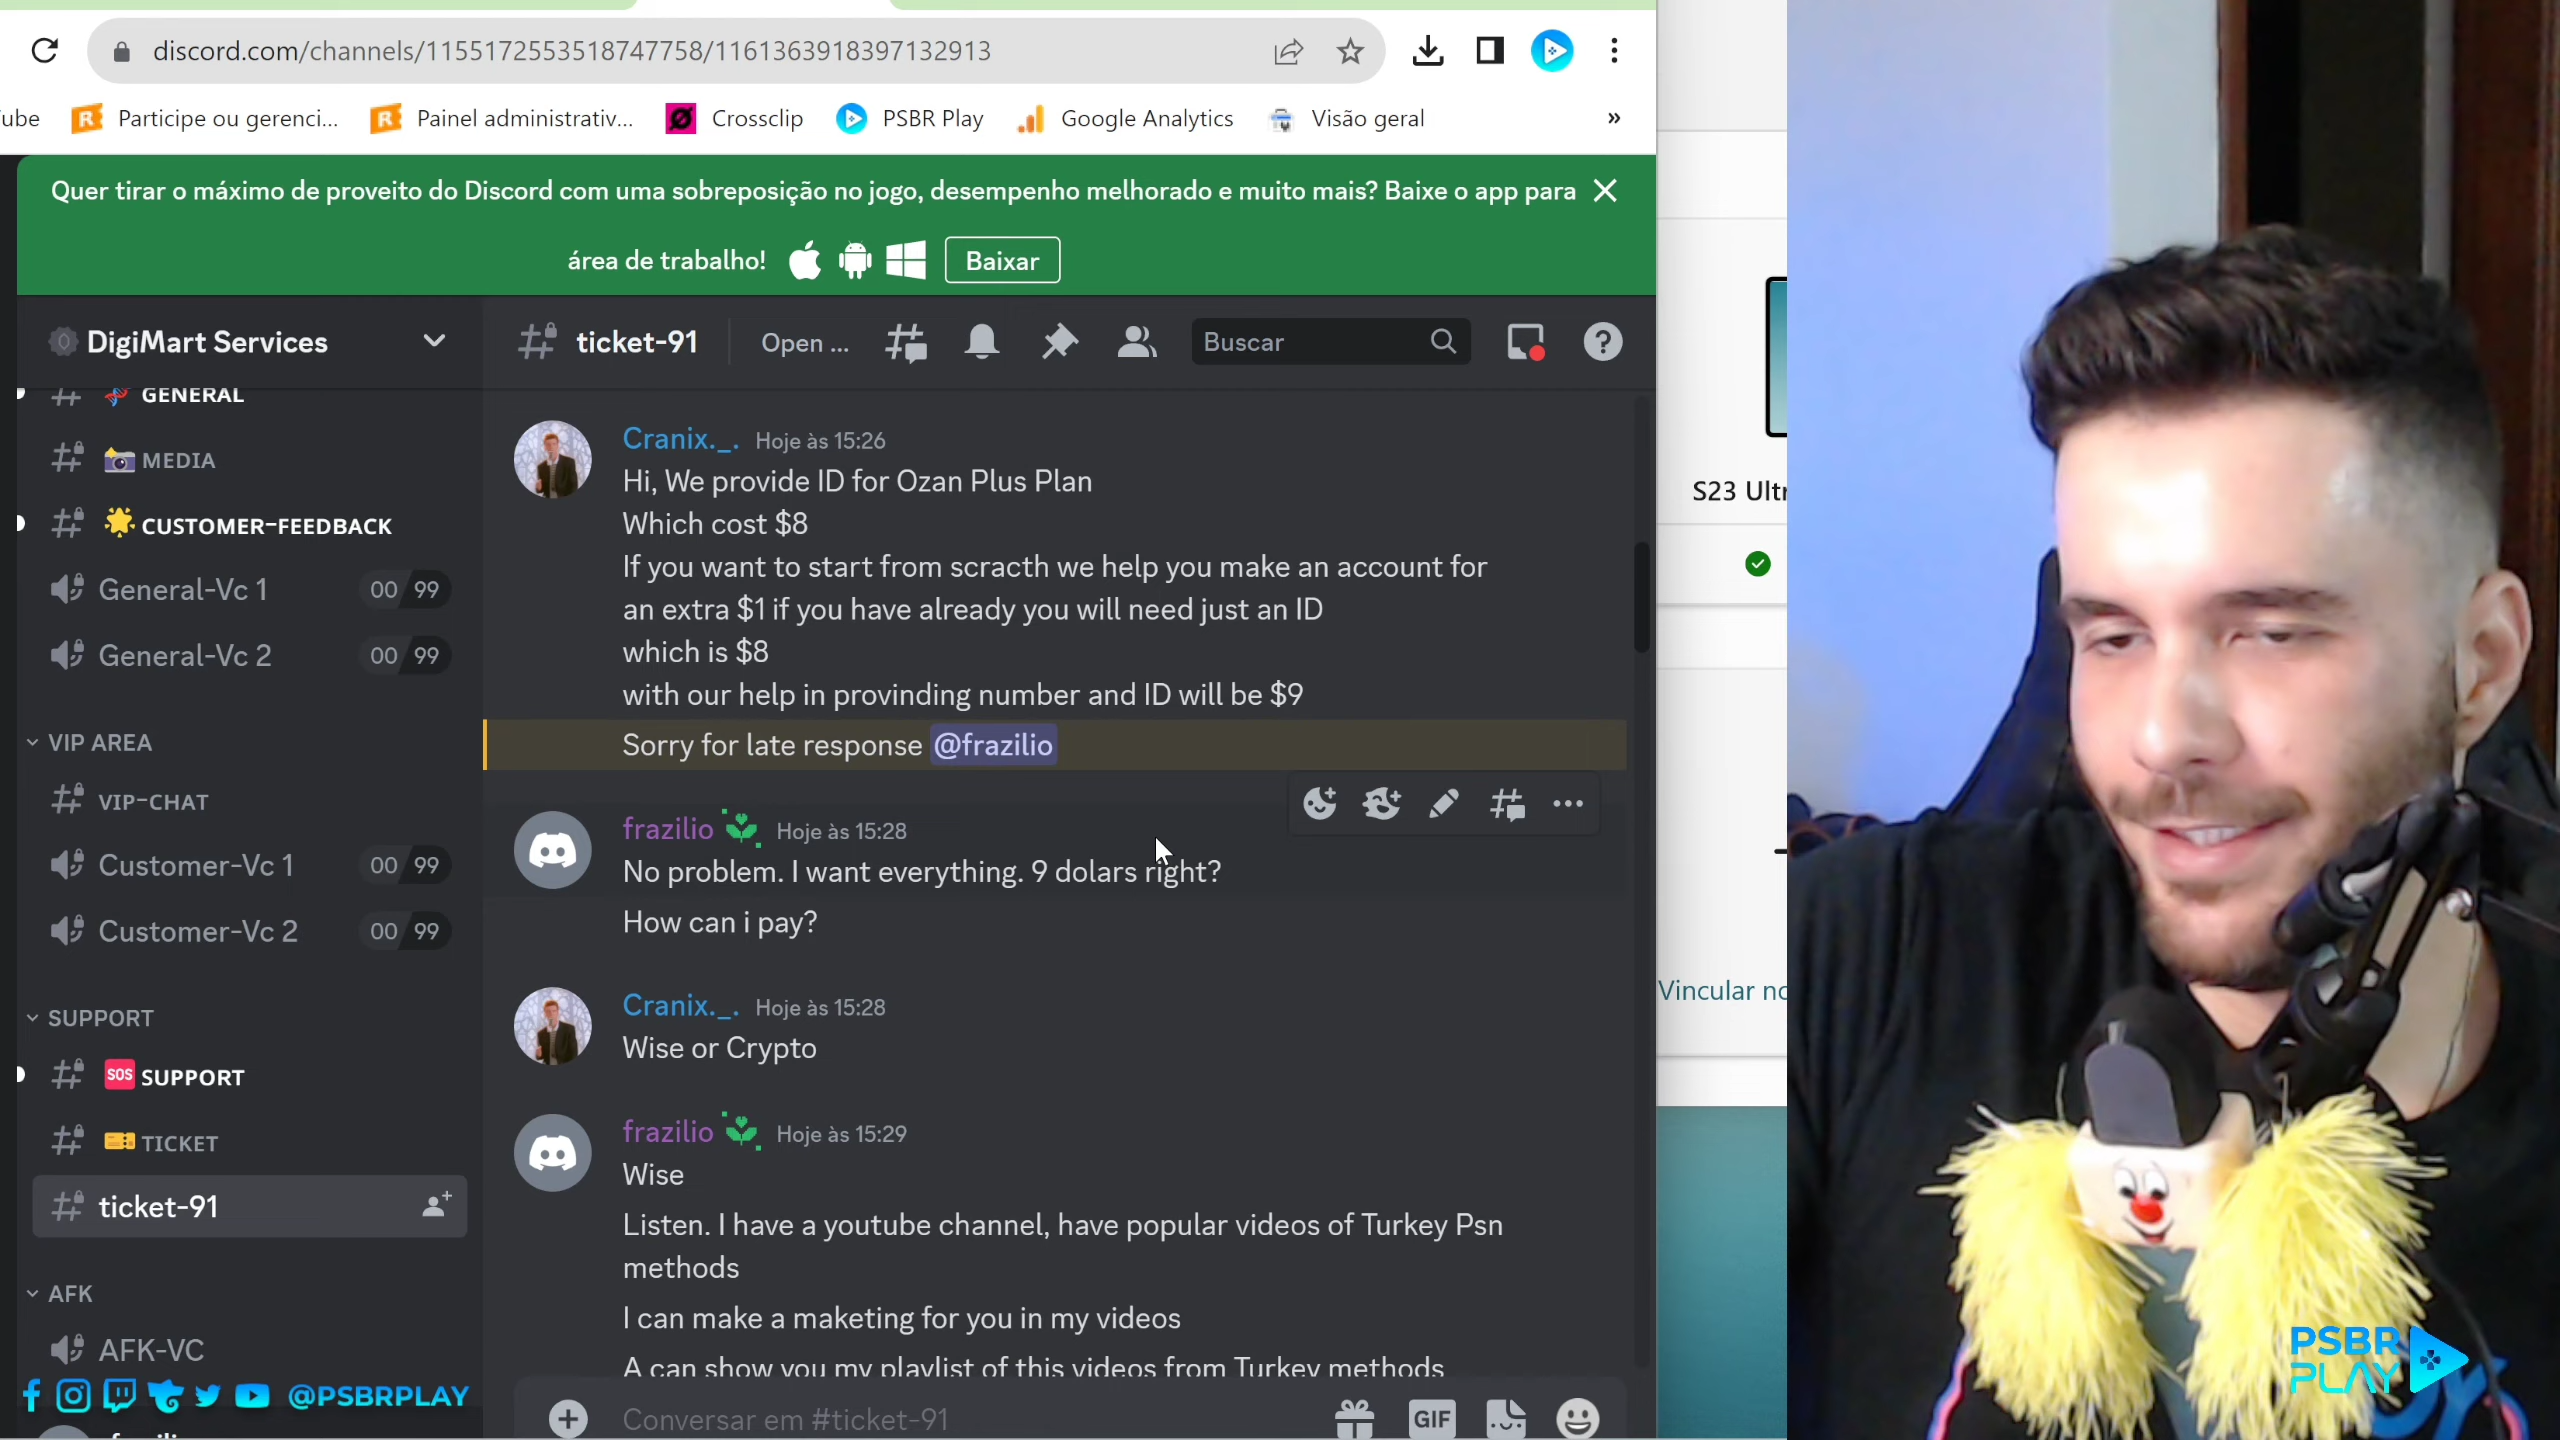 discord.com/channels/1155172553518747758/1161363918397132913
ube
Participe ou gerenci...
Painel administrativ...
Crossclip
PSBR Play
Google Analytics
Visão geral
»
Quer tirar o máximo de proveito do Discord com uma sobreposição no jogo, desempenho melhorado e muito mais? Baixe o app para
área de trabalho!
Baixar
DigiMart Services
GENERAL
MEDIA
CUSTOMER-FEEDBACK
General-Vc 1 00 99
General-Vc 2 00 99
VIP AREA
VIP-CHAT
Customer-Vc 1 00 99
Customer-Vc 2 00 99
SUPPORT
SOS SUPPORT
TICKET
ticket-91
AFK
AFK-VC
@PSBRPLAY
ticket-91
Open ...
Buscar
Cranix._. Hoje às 15:26
Hi, We provide ID for Ozan Plus Plan
Which cost $8
If you want to start from scracth we help you make an account for
an extra $1 if you have already you will need just an ID
which is $8
with our help in provinding number and ID will be $9
Sorry for late response @frazilio
frazilio Hoje às 15:28
No problem. I want everything. 9 dolars right?
How can i pay?
Cranix._. Hoje às 15:28
Wise or Crypto
frazilio Hoje às 15:29
Wise
Listen. I have a youtube channel, have popular videos of Turkey Psn
methods
I can make a maketing for you in my videos
A can show you my playlist of this videos from Turkey methods
Conversar em #ticket-91
GIF
S23 Ultr
Vincular no
PSBR
PLAY